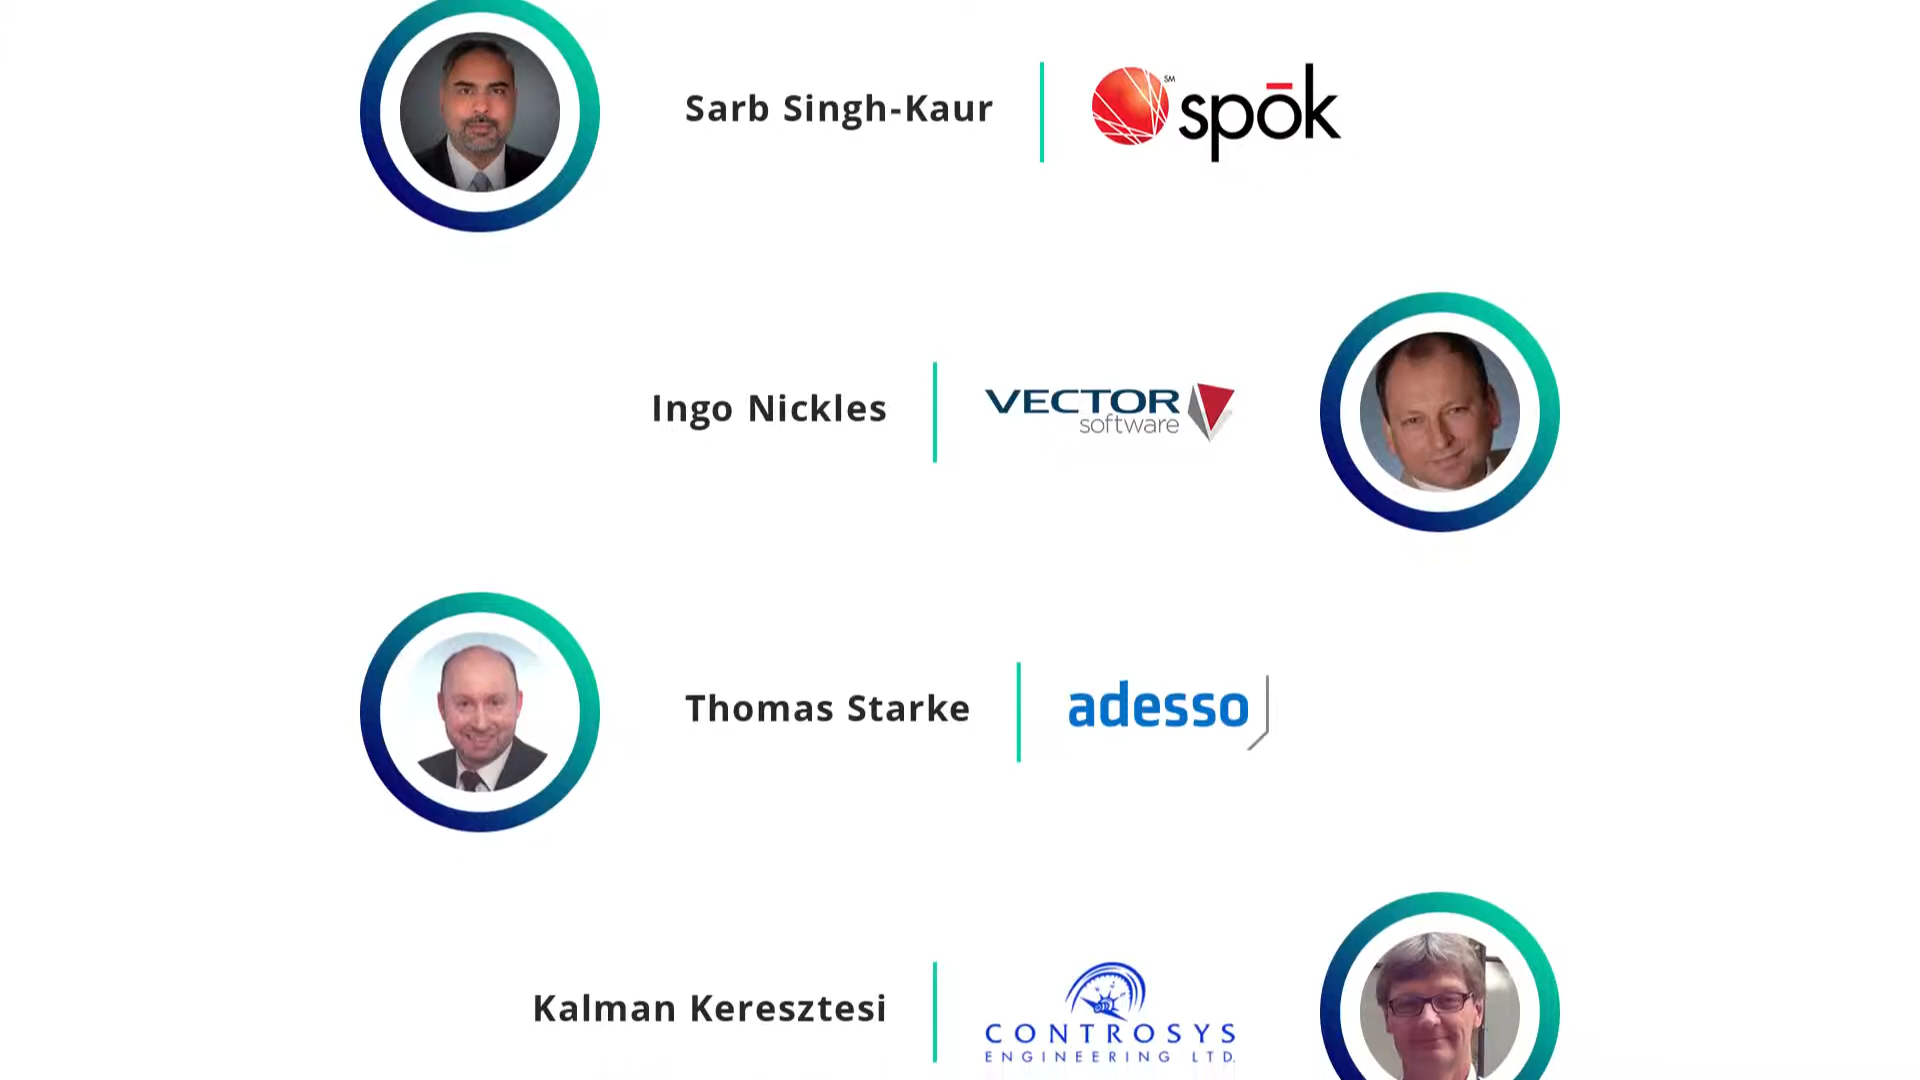 Sarb Singh-Kaur
SM
spōk
Ingo Nickles
VECTOR
software
Thomas Starke
adesso
Kalman Keresztesi
CONTROSYS
ENGINEERING LTD.